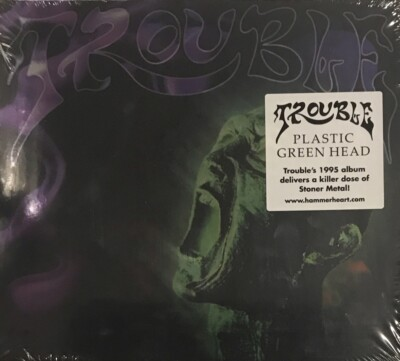 TROUBLE
TROUBLE
PLASTIC
GREEN HEAD
Trouble's 1995 album
delivers a killer dose of
Stoner Metal!
www.hammerheart.com